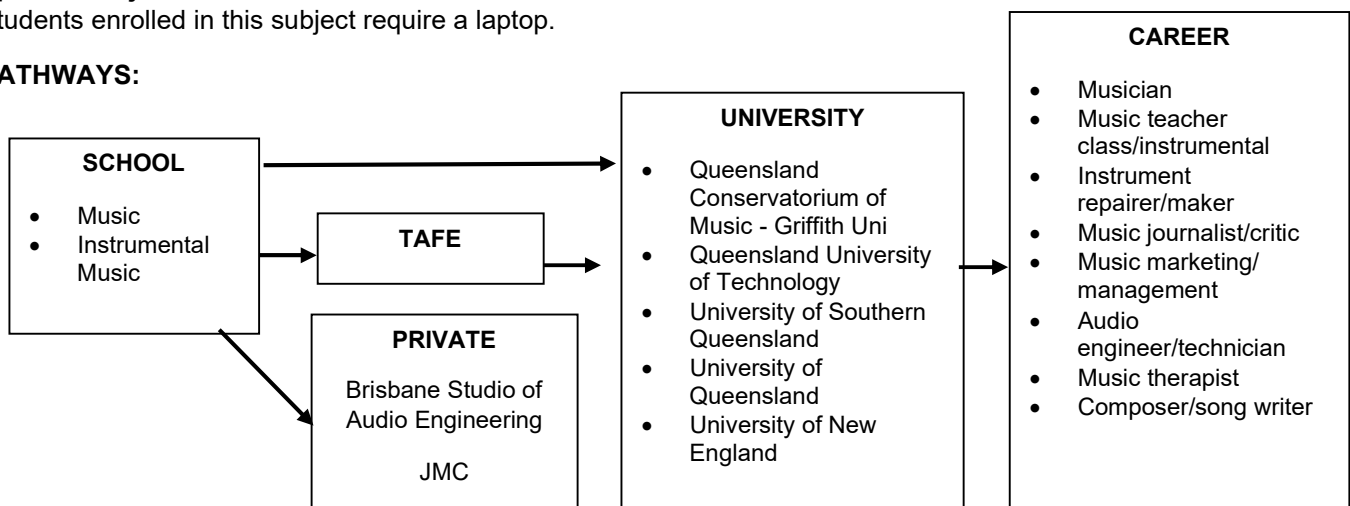 tudents enrolled in this subject require a laptop.
ATHWAYS:
SCHOOL
• Music
• Instrumental
Music
TAFE
PRIVATE
Brisbane Studio of
Audio Engineering
JMC
UNIVERSITY
• Queensland
Conservatorium of
Music - Griffith Uni
• Queensland University
of Technology
• University of Southern
Queensland
• University of
Queensland
• University of New
England
CAREER
• Musician
• Music teacher
class/instrumental
• Instrument
repairer/maker
• Music journalist/critic
• Music marketing/
management
• Audio
engineer/technician
• Music therapist
• Composer/song writer